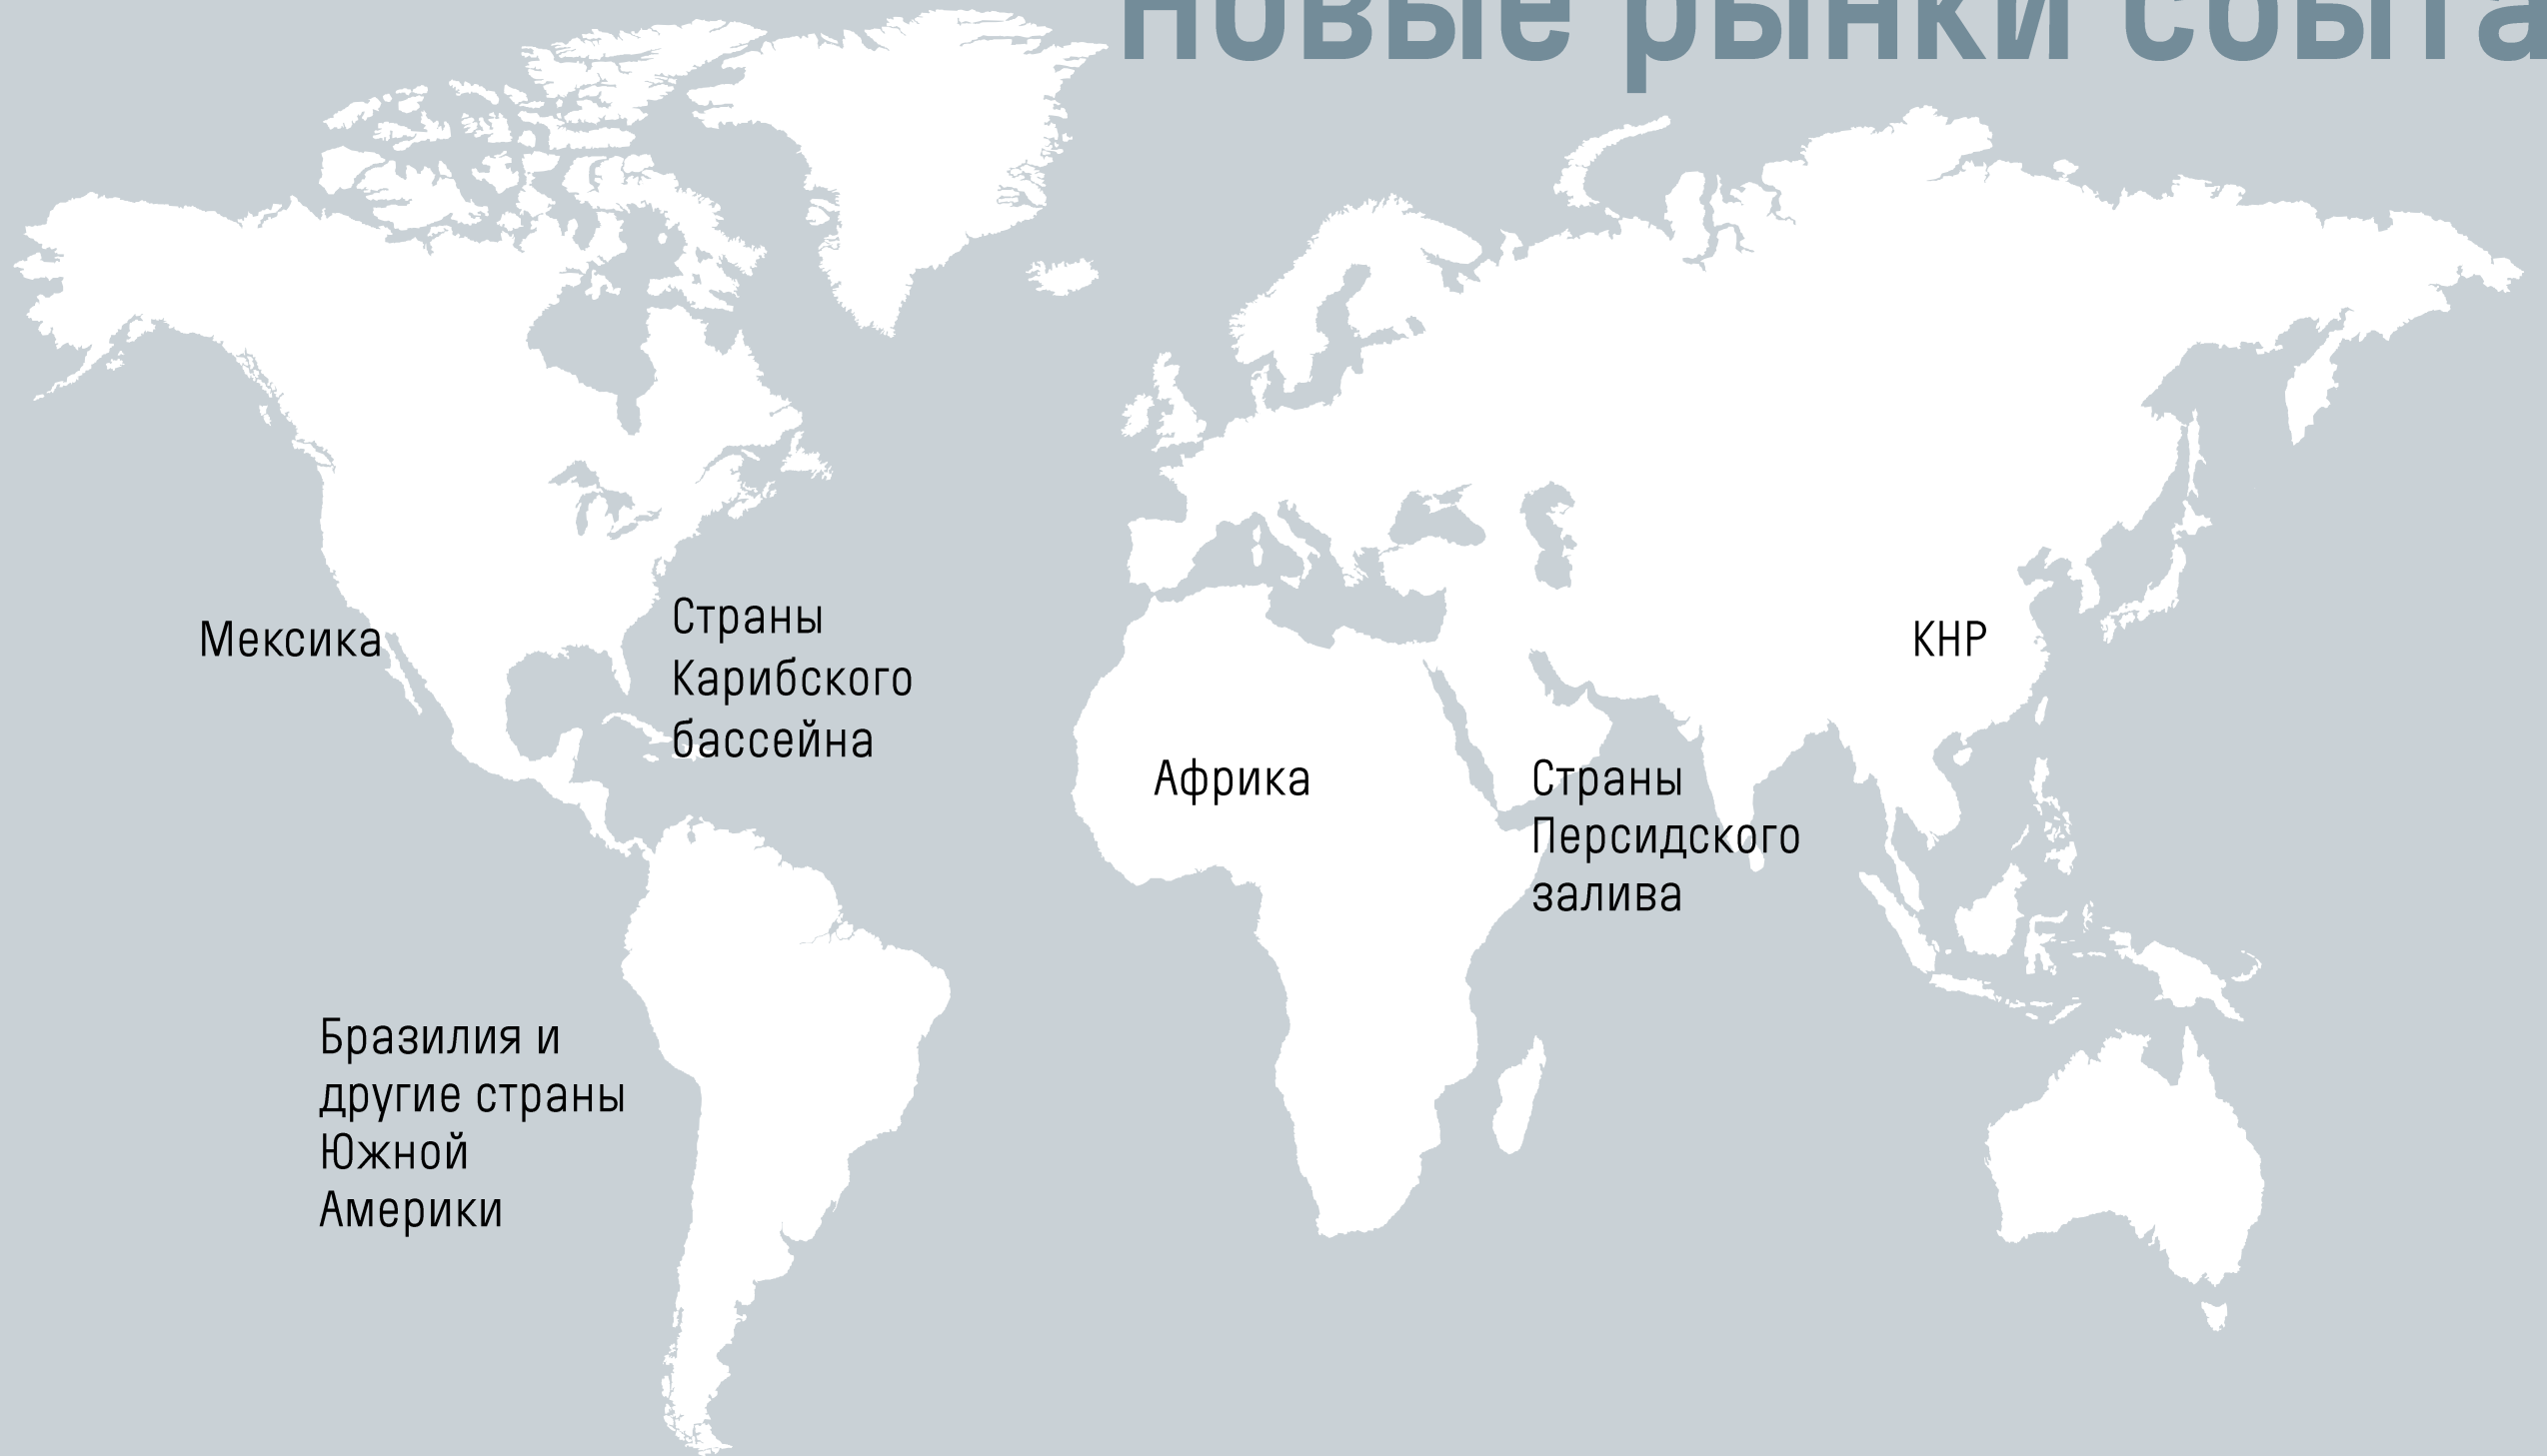 Новые рынки сбыта
Мексика
Страны
Карибского
бассейна
КНР
Африка
Страны
Персидского
залива
Бразилия и
другие страны
Южной
Америки